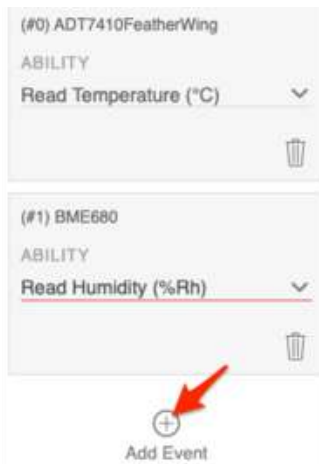 (#0) ADT7410FeatherWing
ABILITY
Read Temperature (°C)
(#1) BME680
ABILITY
Read Humidity (%Rh)
Add Event